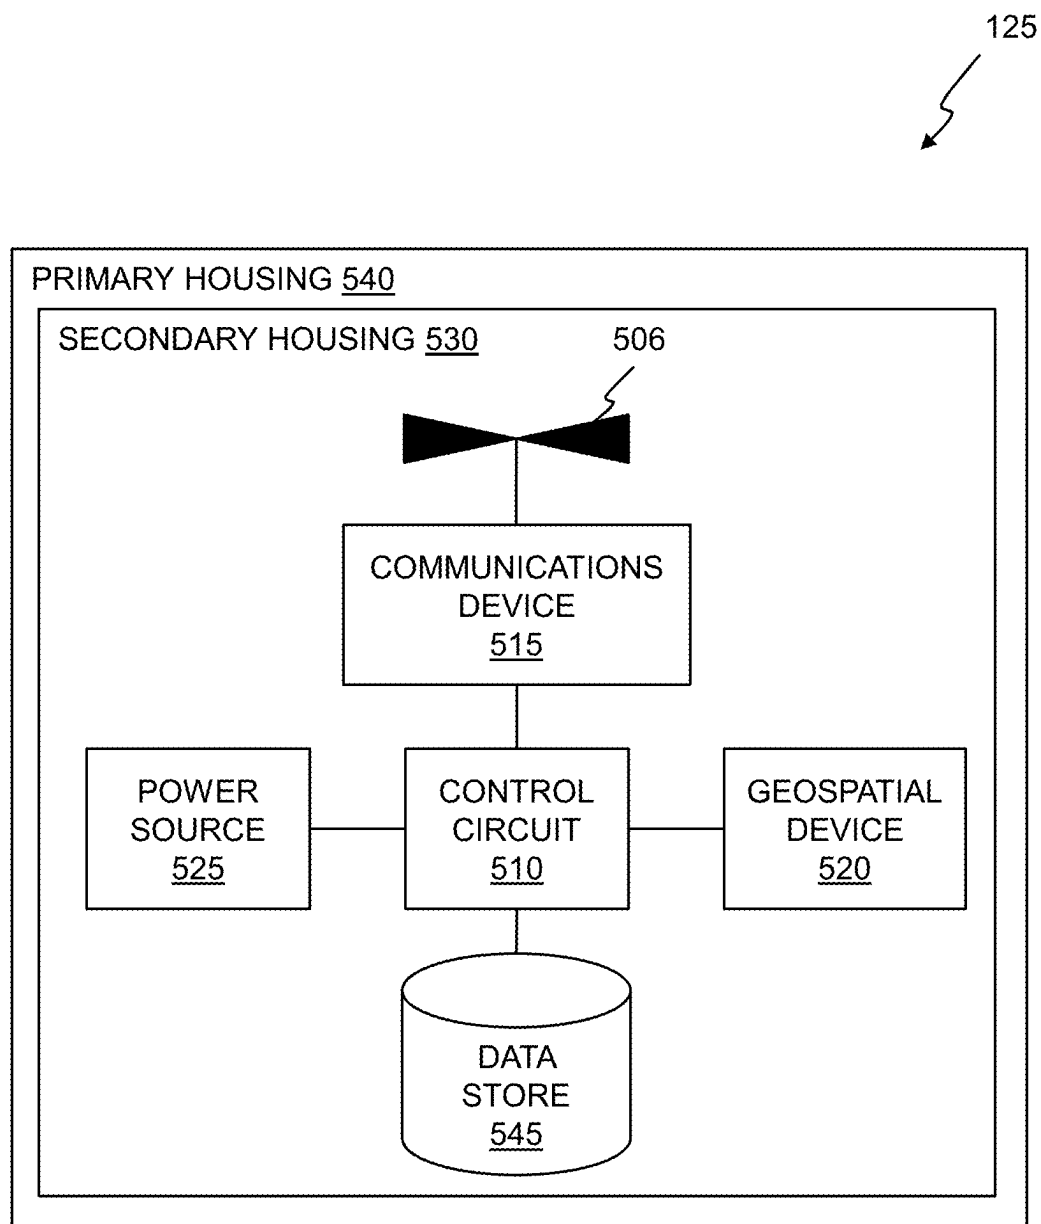 125
PRIMARY HOUSING 540
SECONDARY HOUSING 530
506
COMMUNICATIONS
DEVICE
515
POWER
SOURCE
525
CONTROL
CIRCUIT
510
GEOSPATIAL
DEVICE
520
DATA
STORE
545